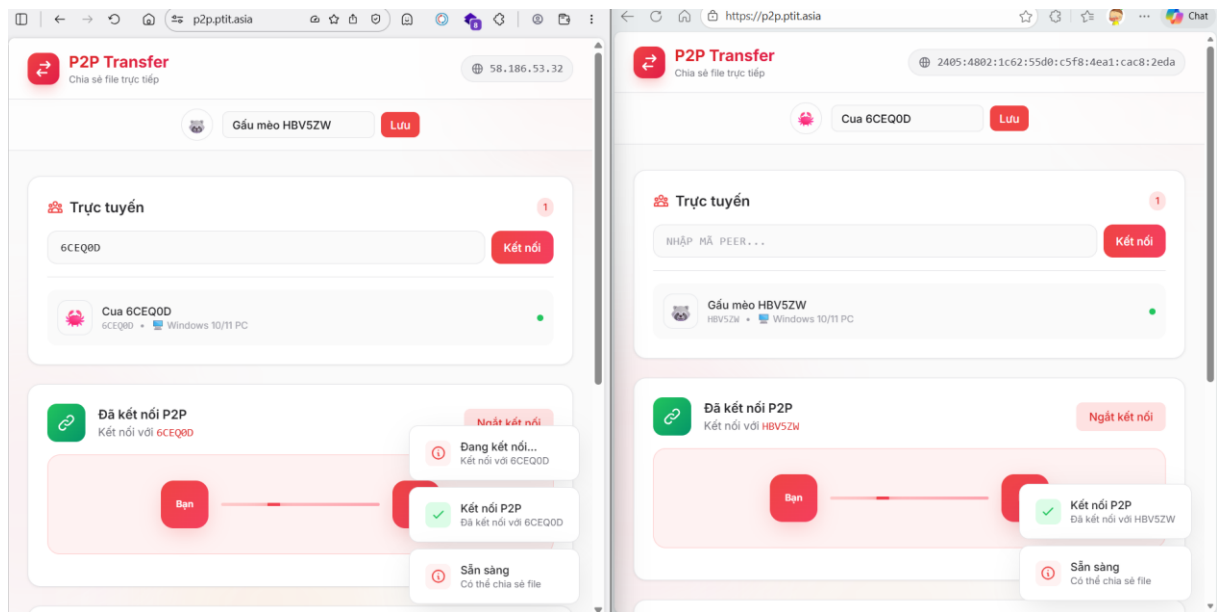 p2p.ptit.asia
P2P Transfer
Chia sẻ file trực tiếp
58.186.53.32
Gấu mèo HBV5ZW
Lưu
Trực tuyến
1
6CEQ0D
Kết nối
Cua 6CEQ0D
6CEQ0D • Windows 10/11 PC
Đã kết nối P2P
Kết nối với 6CEQ0D
Ngắt kết nối
Bạn
Đang kết nối...
Kết nối với 6CEQ0D
Kết nối P2P
Đã kết nối với 6CEQ0D
Sẵn sàng
Có thể chia sẻ file
https://p2p.ptit.asia
Chat
P2P Transfer
Chia sẻ file trực tiếp
2405:4802:1c62:55d0:c5f8:4ea1:cac8:2eda
Cua 6CEQ0D
Lưu
Trực tuyến
1
NHẬP MÃ PEER...
Kết nối
Gấu mèo HBV5ZW
HBV5ZW • Windows 10/11 PC
Đã kết nối P2P
Kết nối với HBV5ZW
Ngắt kết nối
Bạn
Kết nối P2P
Đã kết nối với HBV5ZW
Sẵn sàng
Có thể chia sẻ file